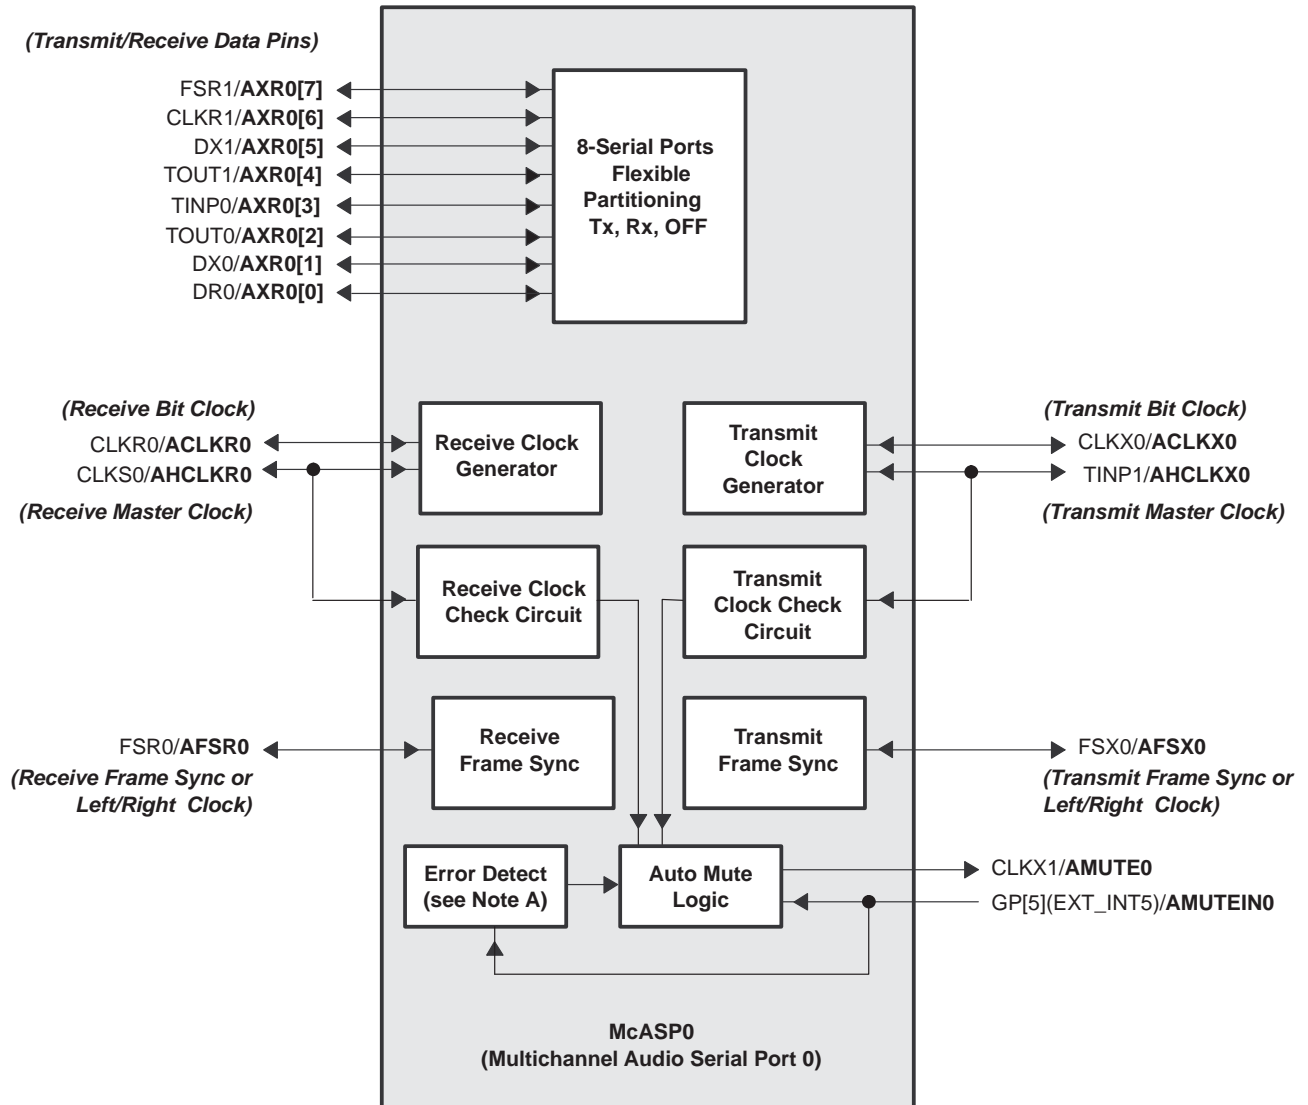 (Transmit/Receive Data Pins)
FSR1/AXR0[7]
CLKR1/AXR0[6]
DX1/AXR0[5]
TOUT1/AXR0[4]
TINP0/AXR0[3]
TOUT0/AXR0[2]
DX0/AXR0[1]
DR0/AXR0[0]
8-Serial Ports
Flexible
Partitioning
Tx, Rx, OFF
(Receive Bit Clock)
CLKR0/ACLKR0
CLKS0/AHCLKR0
(Receive Master Clock)
Receive Clock
Generator
Transmit
Clock
Generator
(Transmit Bit Clock)
CLKX0/ACLKX0
TINP1/AHCLKX0
(Transmit Master Clock)
Receive Clock
Check Circuit
Transmit
Clock Check
Circuit
FSR0/AFSR0
(Receive Frame Sync or
Left/Right Clock)
Receive
Frame Sync
Transmit
Frame Sync
FSX0/AFSX0
(Transmit Frame Sync or
Left/Right Clock)
Error Detect
(see Note A)
Auto Mute
Logic
CLKX1/AMUTE0
GP[5](EXT_INT5)/AMUTEIN0
McASP0
(Multichannel Audio Serial Port 0)